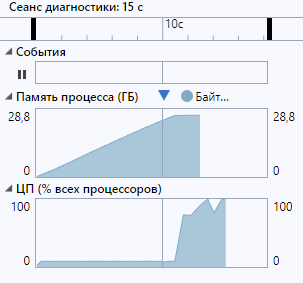 Сеанс диагностики: 15 с
10с
События
Память процесса (ГБ) Байт...
28,8 28,8
0 0
ЦП (% всех процессоров)
100 100
0 0